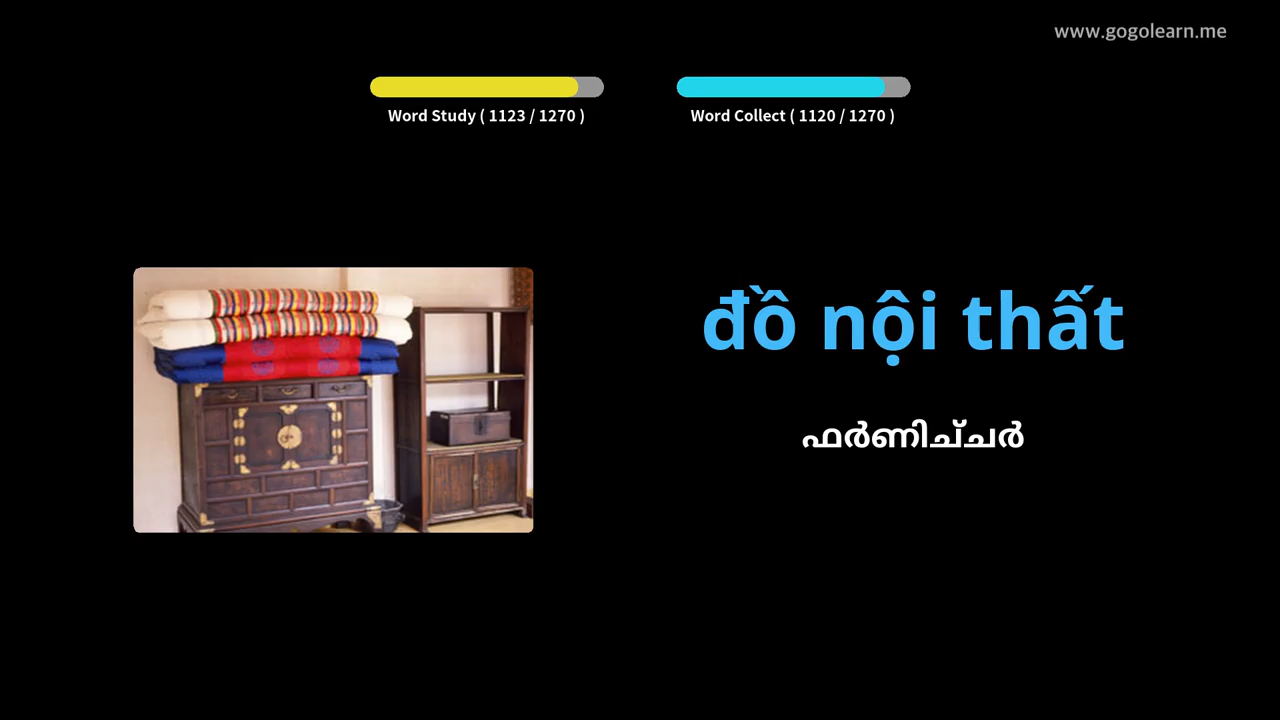 www.gogolearn.me
Word Study ( 1123 / 1270 )
Word Collect ( 1120 / 1270 )
đồ nội thất
ഫർണിച്ചർ